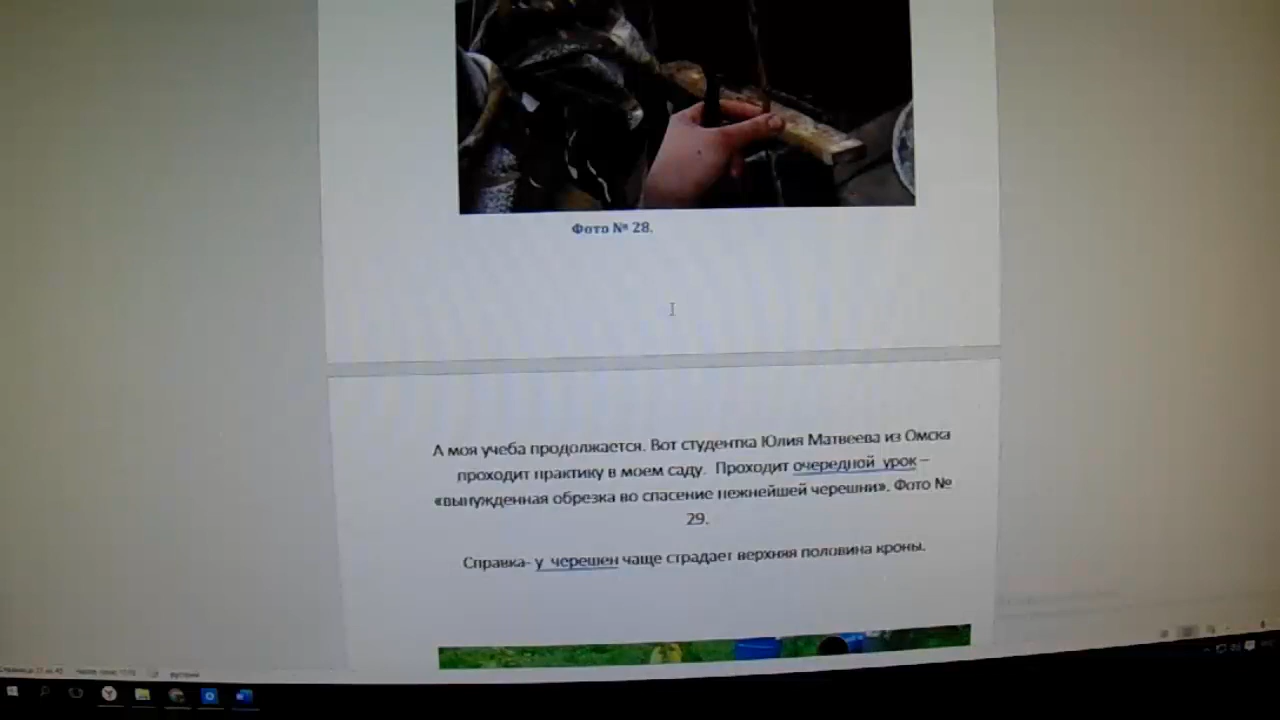 Фото № 28.
А моя учеба продолжается. Вот студентка Юлия Матвеева из Омска
проходит практику в моем саду. Проходит очередной урок –
«вынужденная обрезка во спасение нежнейшей черешни». Фото №
29.
Справка- у черешен чаще страдает верхняя половина кроны.